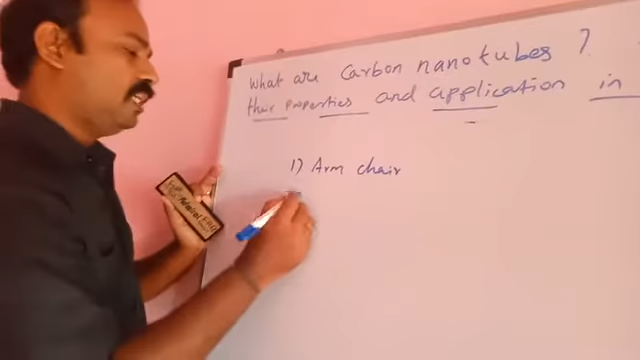 What are Carbon nanotubes ?
their properties and application in
1) Arm chair